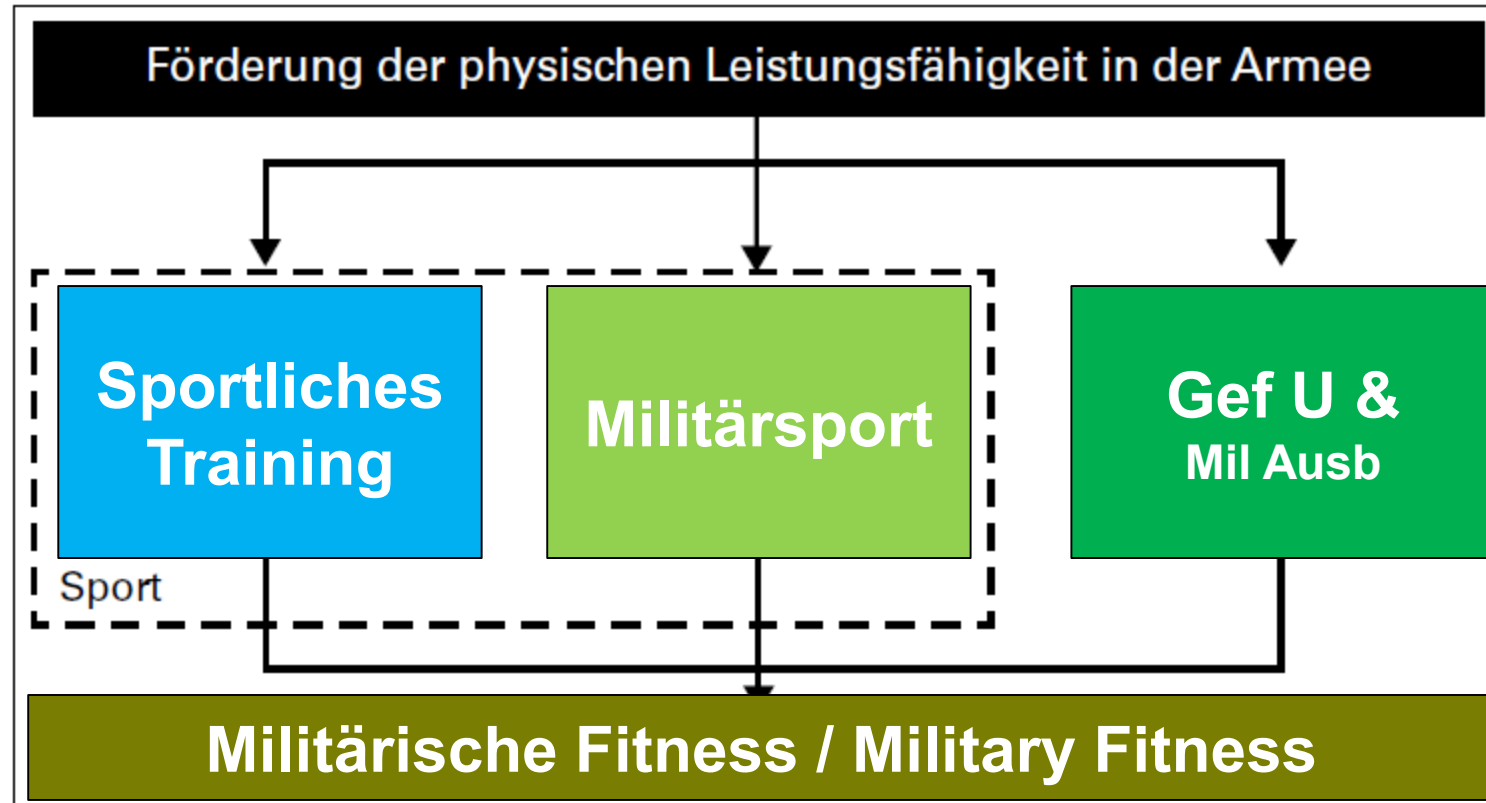 Förderung der physischen Leistungsfähigkeit in der Armee
Sportliches
Training
Militärsport
Gef U &
Mil Ausb
Sport
Militärische Fitness / Military Fitness